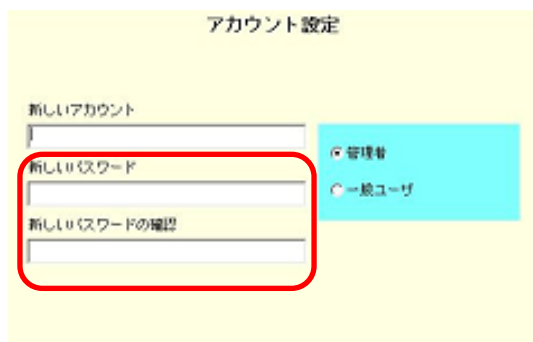 アカウント設定
新しいアカウント
新しいパスワード
新しいパスワードの確認
管理者
一般ユーザ